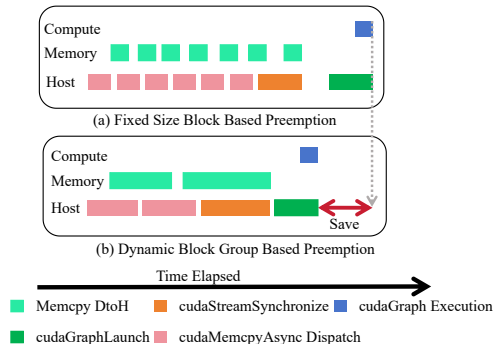 Compute
Memory
Host
(a) Fixed Size Block Based Preemption
Compute
Memory
Host
Save
(b) Dynamic Block Group Based Preemption
Time Elapsed
Memcpy DtoH cudaStreamSynchronize cudaGraph Execution
cudaGraphLaunch cudaMemcpyAsync Dispatch